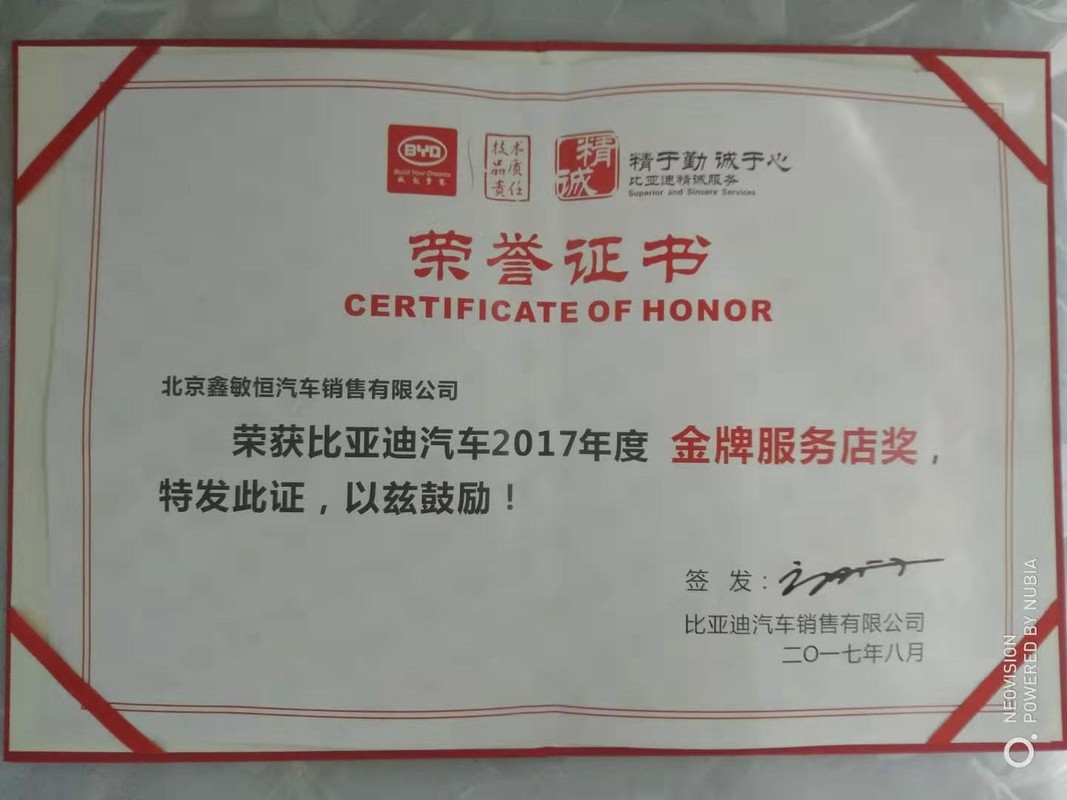 BYD
Build Your Dreams
成就梦想
技术
品质
责任
精诚
精于勤 诚于心
比亚迪精诚服务
Superior and Sincere Services
荣誉证书
CERTIFICATE OF HONOR
北京鑫敏恒汽车销售有限公司
荣获比亚迪汽车2017年度 金牌服务店奖，
特发此证，以兹鼓励！
签 发：
比亚迪汽车销售有限公司
二〇一七年八月
NEOVISION
POWERED BY NUBIA